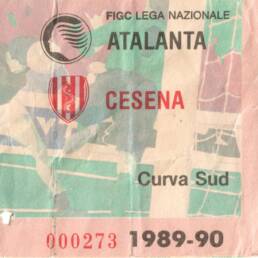 FIGC LEGA NAZIONALE
ATALANTA
CESENA
Curva Sud
000273 1989-90